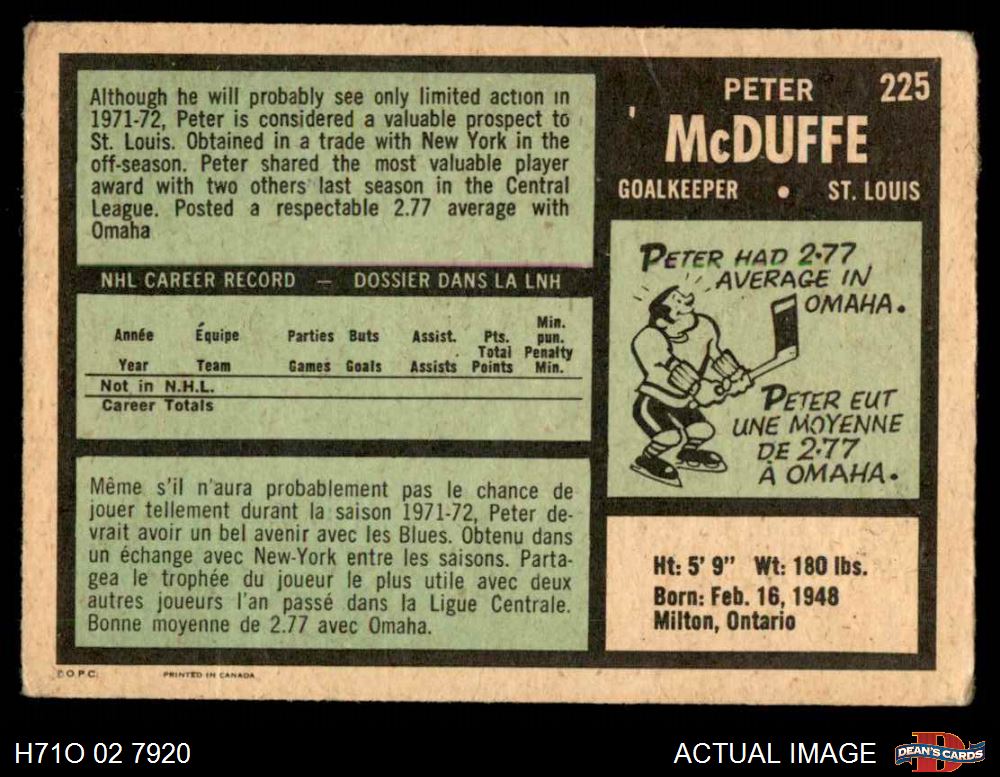 Although he will probably see only limited action in
1971-72, Peter is considered a valuable prospect to
St. Louis. Obtained in a trade with New York in the
off-season. Peter shared the most valuable player
award with two others last season in the Central
League. Posted a respectable 2.77 average with
Omaha
NHL CAREER RECORD — DOSSIER DANS LA LNH
Année Équipe Parties Buts Assist. Pts. Min. pun.
Year Team Games Goals Assists Total Points Penalty Min.
Not in N.H.L.
Career Totals
Même s'il n'aura probablement pas le chance de
jouer tellement durant la saison 1971-72, Peter de-
vrait avoir un bel avenir avec les Blues. Obtenu dans
un échange avec New-York entre les saisons. Parta-
gea le trophée du joueur le plus utile avec deux
autres joueurs l'an passé dans la Ligue Centrale.
Bonne moyenne de 2.77 avec Omaha.
PETER 225
McDUFFE
GOALKEEPER • ST. LOUIS
PETER HAD 2.77
AVERAGE IN
OMAHA.
PETER EUT
UNE MOYENNE
DE 2.77
À OMAHA.
Ht: 5' 9" Wt: 180 lbs.
Born: Feb. 16, 1948
Milton, Ontario
O.P.C. PRINTED IN CANADA
H71O 02 7920 ACTUAL IMAGE DEAN'S CARDS